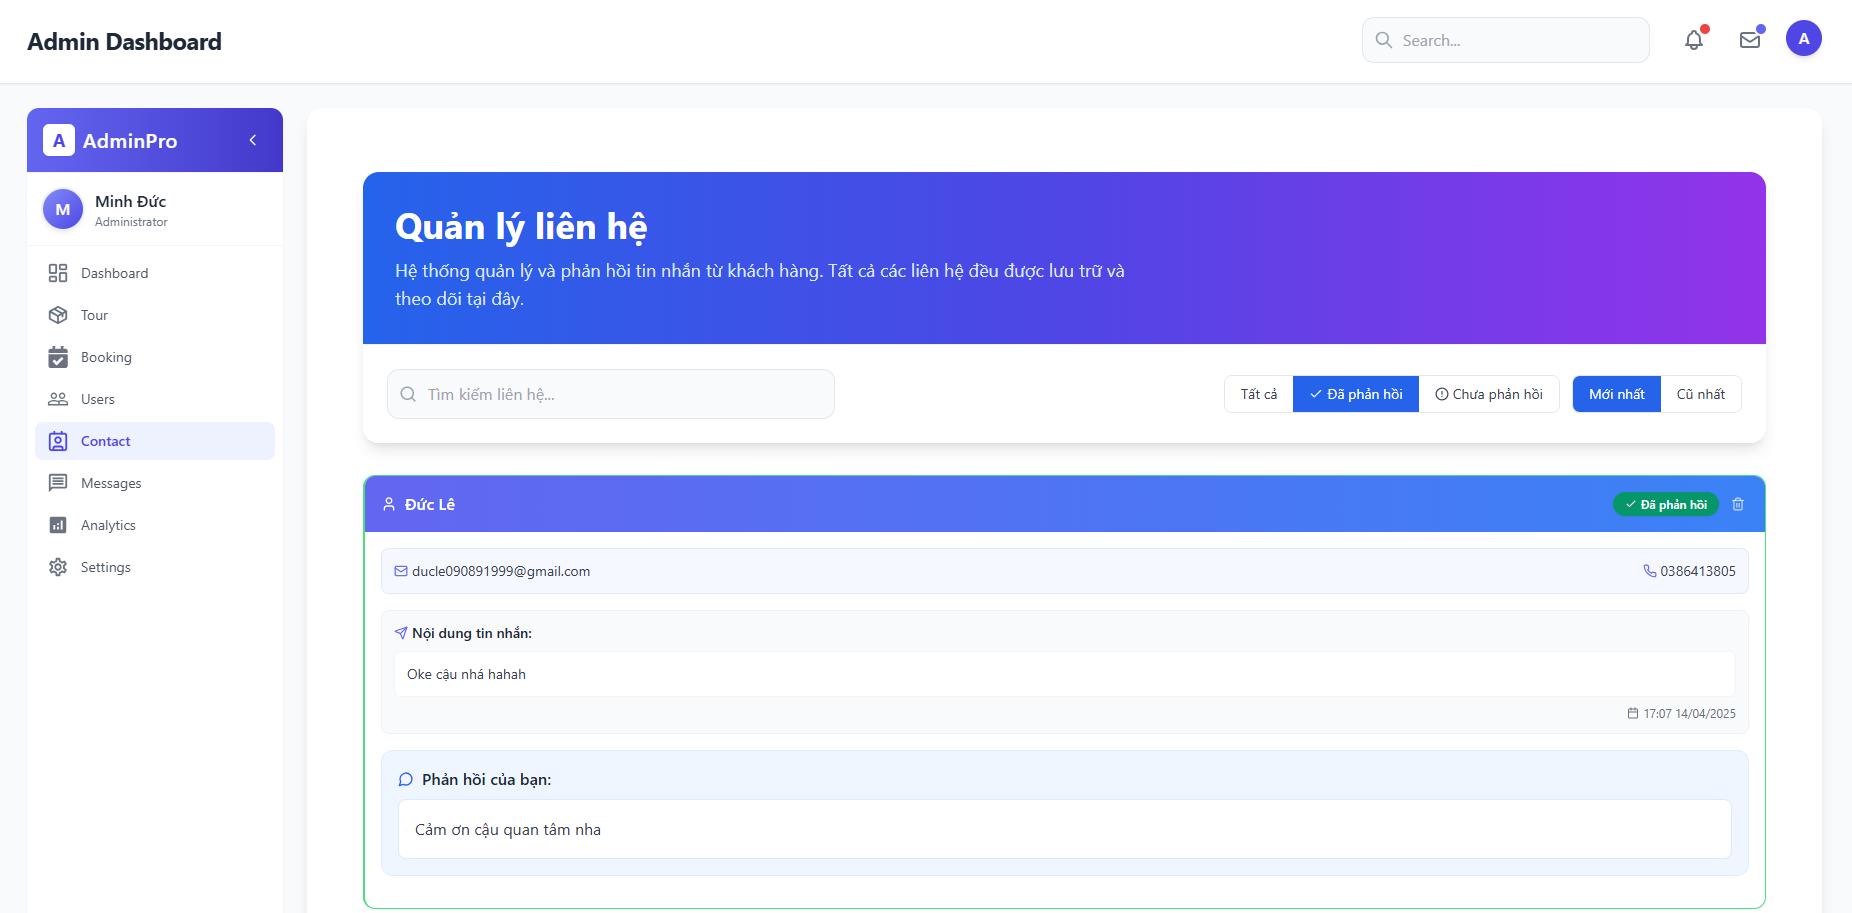 Admin Dashboard
Search...
A
A AdminPro
M
Minh Đức
Administrator
Dashboard
Tour
Booking
Users
Contact
Messages
Analytics
Settings
Quản lý liên hệ
Hệ thống quản lý và phản hồi tin nhắn từ khách hàng. Tất cả các liên hệ đều được lưu trữ và
theo dõi tại đây.
Tìm kiếm liên hệ...
Tất cả
Đã phản hồi
Chưa phản hồi
Mới nhất
Cũ nhất
Đức Lê
Đã phản hồi
ducle090891999@gmail.com
0386413805
Nội dung tin nhắn:
Oke cậu nhá hahah
17:07 14/04/2025
Phản hồi của bạn:
Cảm ơn cậu quan tâm nha